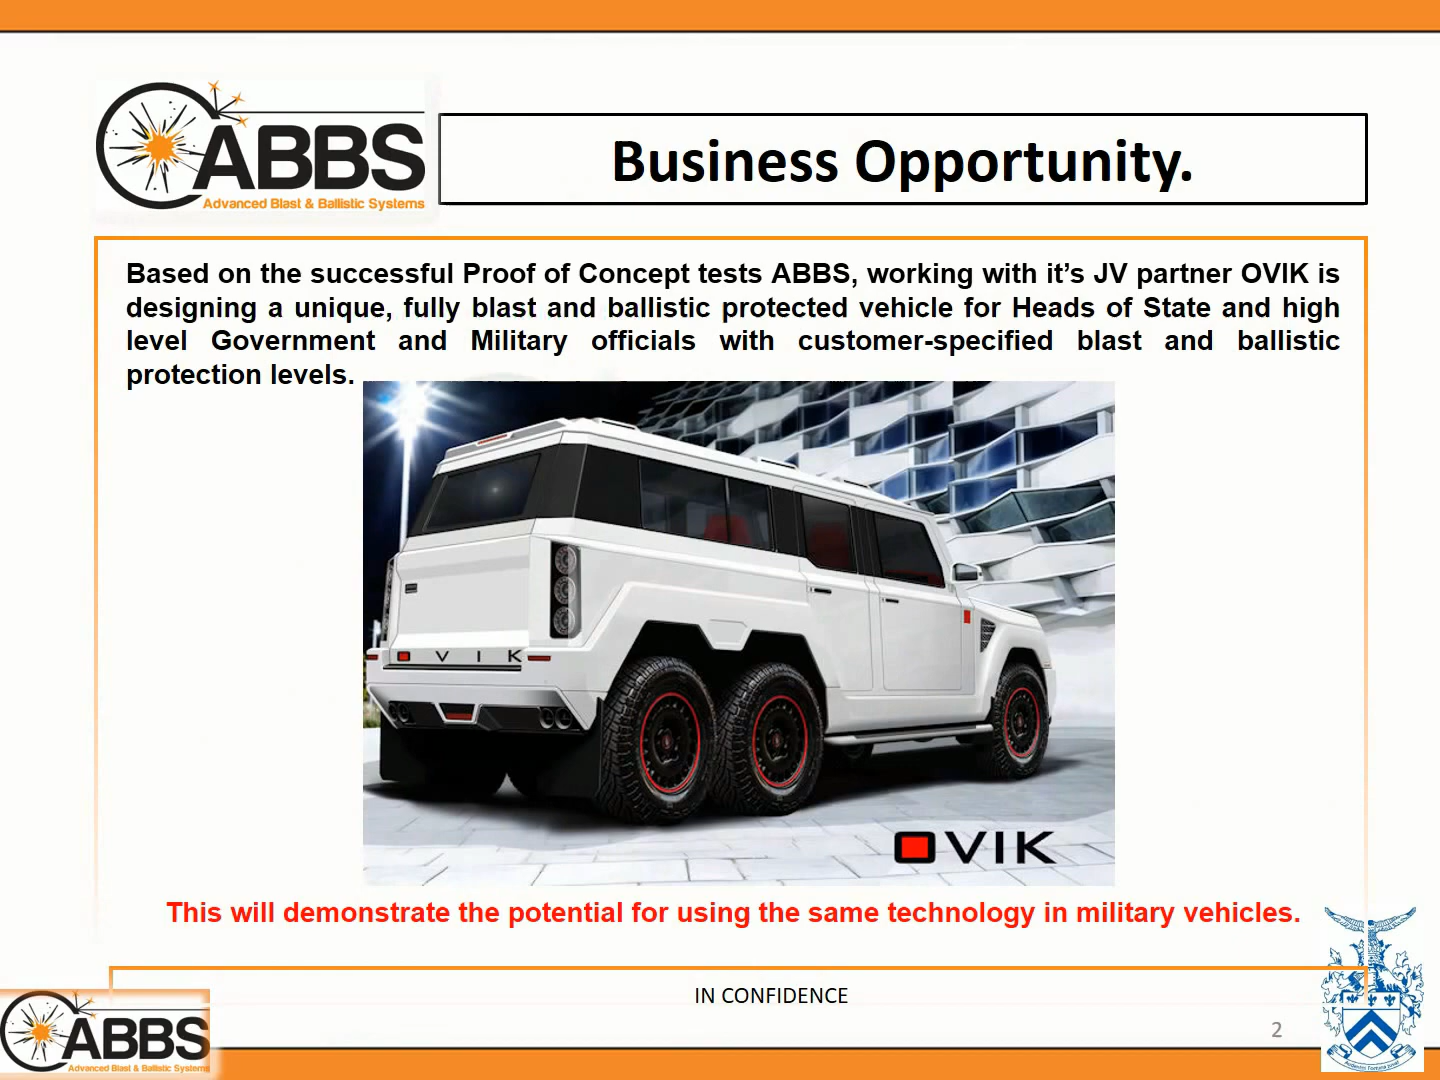 ABBS
Advanced Blast & Ballistic Systems
Business Opportunity.
Based on the successful Proof of Concept tests ABBS, working with it’s JV partner OVIK is
designing a unique, fully blast and ballistic protected vehicle for Heads of State and high
level Government and Military officials with customer-specified blast and ballistic
protection levels.
O V I K
OVIK
This will demonstrate the potential for using the same technology in military vehicles.
IN CONFIDENCE
2
ABBS
Advanced Blast & Ballistic Systems